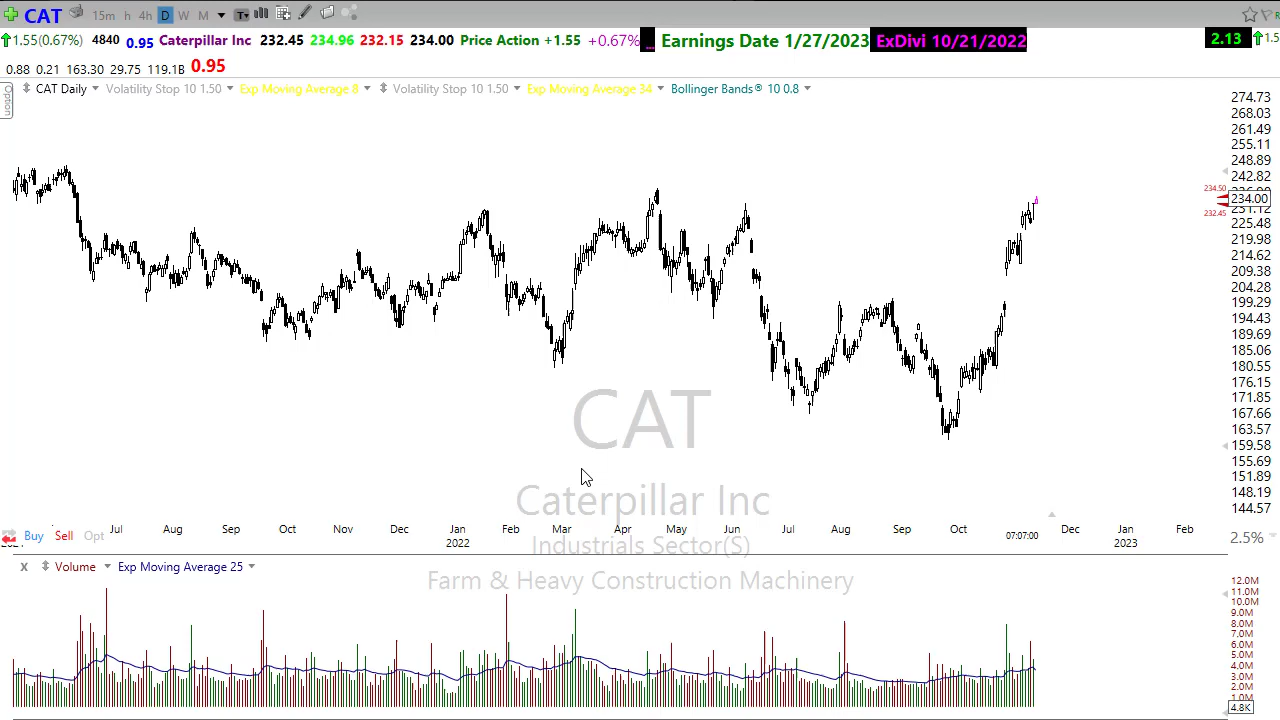 CAT 15m h 4h D W M T
1.55(0.67%) 4840 0.95 Caterpillar Inc 232.45 234.96 232.15 234.00 Price Action +1.55 +0.67% ... Earnings Date 1/27/2023 ExDivi 10/21/2022 2.13 1.5
0.88 0.21 163.30 29.75 119.1B 0.95
Option
CAT Daily Volatility Stop 10 1.50 Exp Moving Average 8 Volatility Stop 10 1.50 Exp Moving Average 34 Bollinger Bands® 10 0.8
274.73
268.03
261.49
255.11
248.89
242.82
234.50
234.00
232.45
231.12
225.48
219.98
214.62
209.38
204.28
199.29
194.43
189.69
185.06
180.55
176.15
171.85
167.66
163.57
159.58
155.69
151.89
148.19
144.57
CAT
Caterpillar Inc
Industrials Sector(S)
Farm & Heavy Construction Machinery
Jul Aug Sep Oct Nov Dec Jan Feb Mar Apr May Jun Jul Aug Sep Oct Dec Jan Feb
Buy Sell Opt
2022 07:07:00 2023
2.5%
X Volume Exp Moving Average 25
12.0M
11.0M
10.0M
9.0M
8.0M
7.0M
6.0M
5.0M
4.0M
3.0M
2.0M
1.0M
4.8K